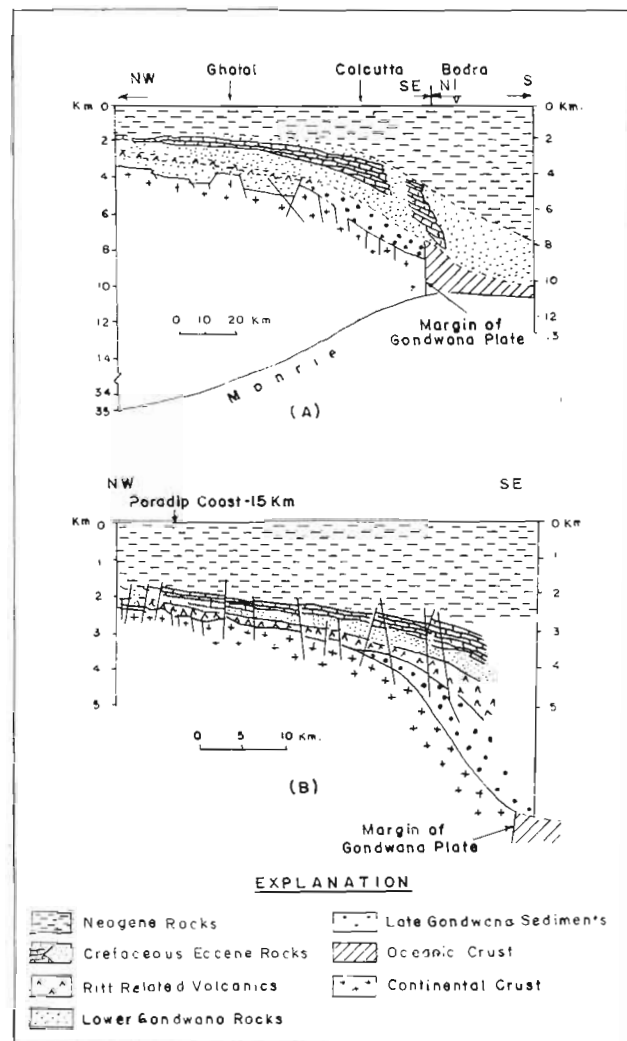 Ghatal Calcutta Bodra
NW SE N S
Km 0 0 Km.
2 2
4 4
6 6
8 8
10 10
12 12
14
34
35
0 10 20 Km
Margin of
Gondwana Plate
(A)
NW SE
Paradip Coast-15 Km
Km 0 0 Km
1 1
2 2
3 3
4 4
5 5
0 5 10 Km.
(B)
Margin of
Gondwana Plate
EXPLANATION
Neogene Rocks Late Gondwana Sediments
Cretaceous Eocene Rocks Oceanic Crust
Rift Related Volcanics Continental Crust
Lower Gondwana Rocks